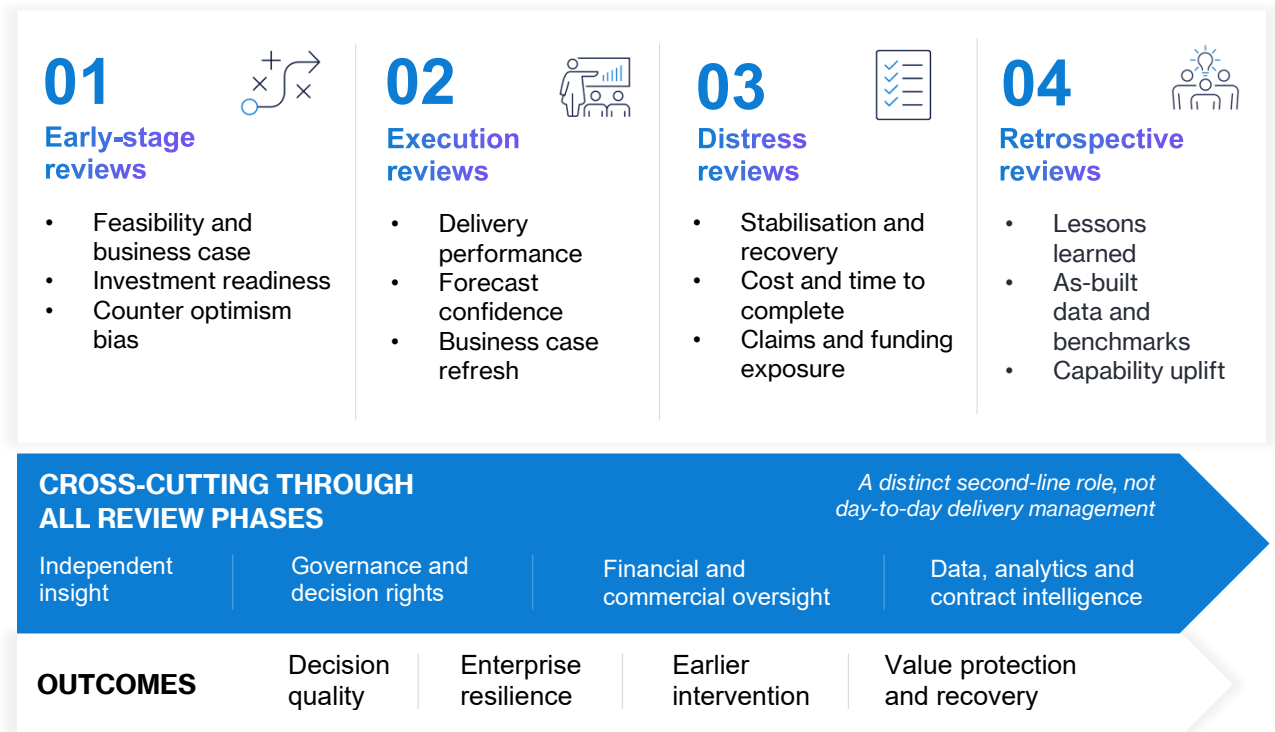 01
Early-stage
reviews
• Feasibility and
business case
• Investment readiness
• Counter optimism
bias
02
Execution
reviews
• Delivery
performance
• Forecast
confidence
• Business case
refresh
03
Distress
reviews
• Stabilisation and
recovery
• Cost and time to
complete
• Claims and funding
exposure
04
Retrospective
reviews
• Lessons
learned
• As-built
data and
benchmarks
• Capability uplift
CROSS-CUTTING THROUGH
ALL REVIEW PHASES
A distinct second-line role, not
day-to-day delivery management
Independent
insight
Governance and
decision rights
Financial and
commercial oversight
Data, analytics and
contract intelligence
OUTCOMES
Decision
quality
Enterprise
resilience
Earlier
intervention
Value protection
and recovery